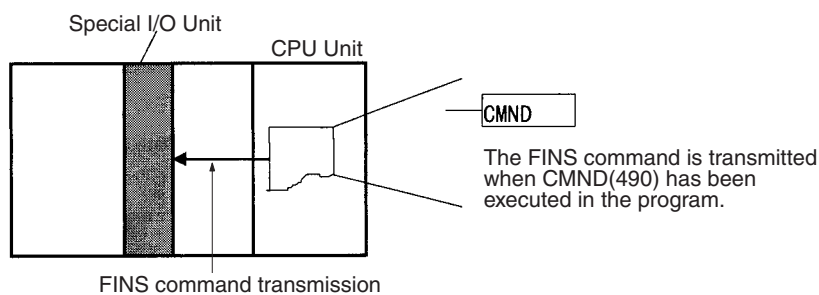 Special I/O Unit
CPU Unit
CMND
The FINS command is transmitted
when CMND(490) has been
executed in the program.
FINS command transmission